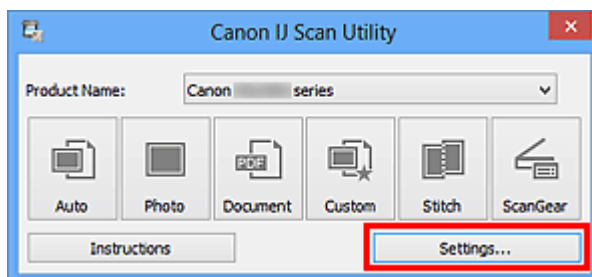 Canon IJ Scan Utility
Product Name: Canon series
PDF
Auto Photo Document Custom Stitch ScanGear
Instructions Settings...